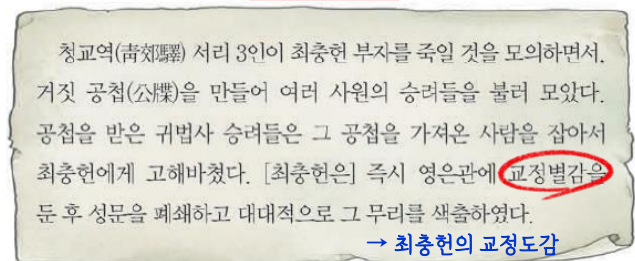 청교역(靑郊驛) 서리 3인이 최충헌 부자를 죽일 것을 모의하면서,
거짓 공첩(公牒)을 만들어 여러 사원의 승려들을 불러 모았다.
공첩을 받은 귀법사 승려들은 그 공첩을 가져온 사람을 잡아서
최충헌에게 고해바쳤다. [최충헌은] 즉시 영은관에 교정별감을
둔 후 성문을 폐쇄하고 대대적으로 그 무리를 색출하였다.
→ 최충헌의 교정도감